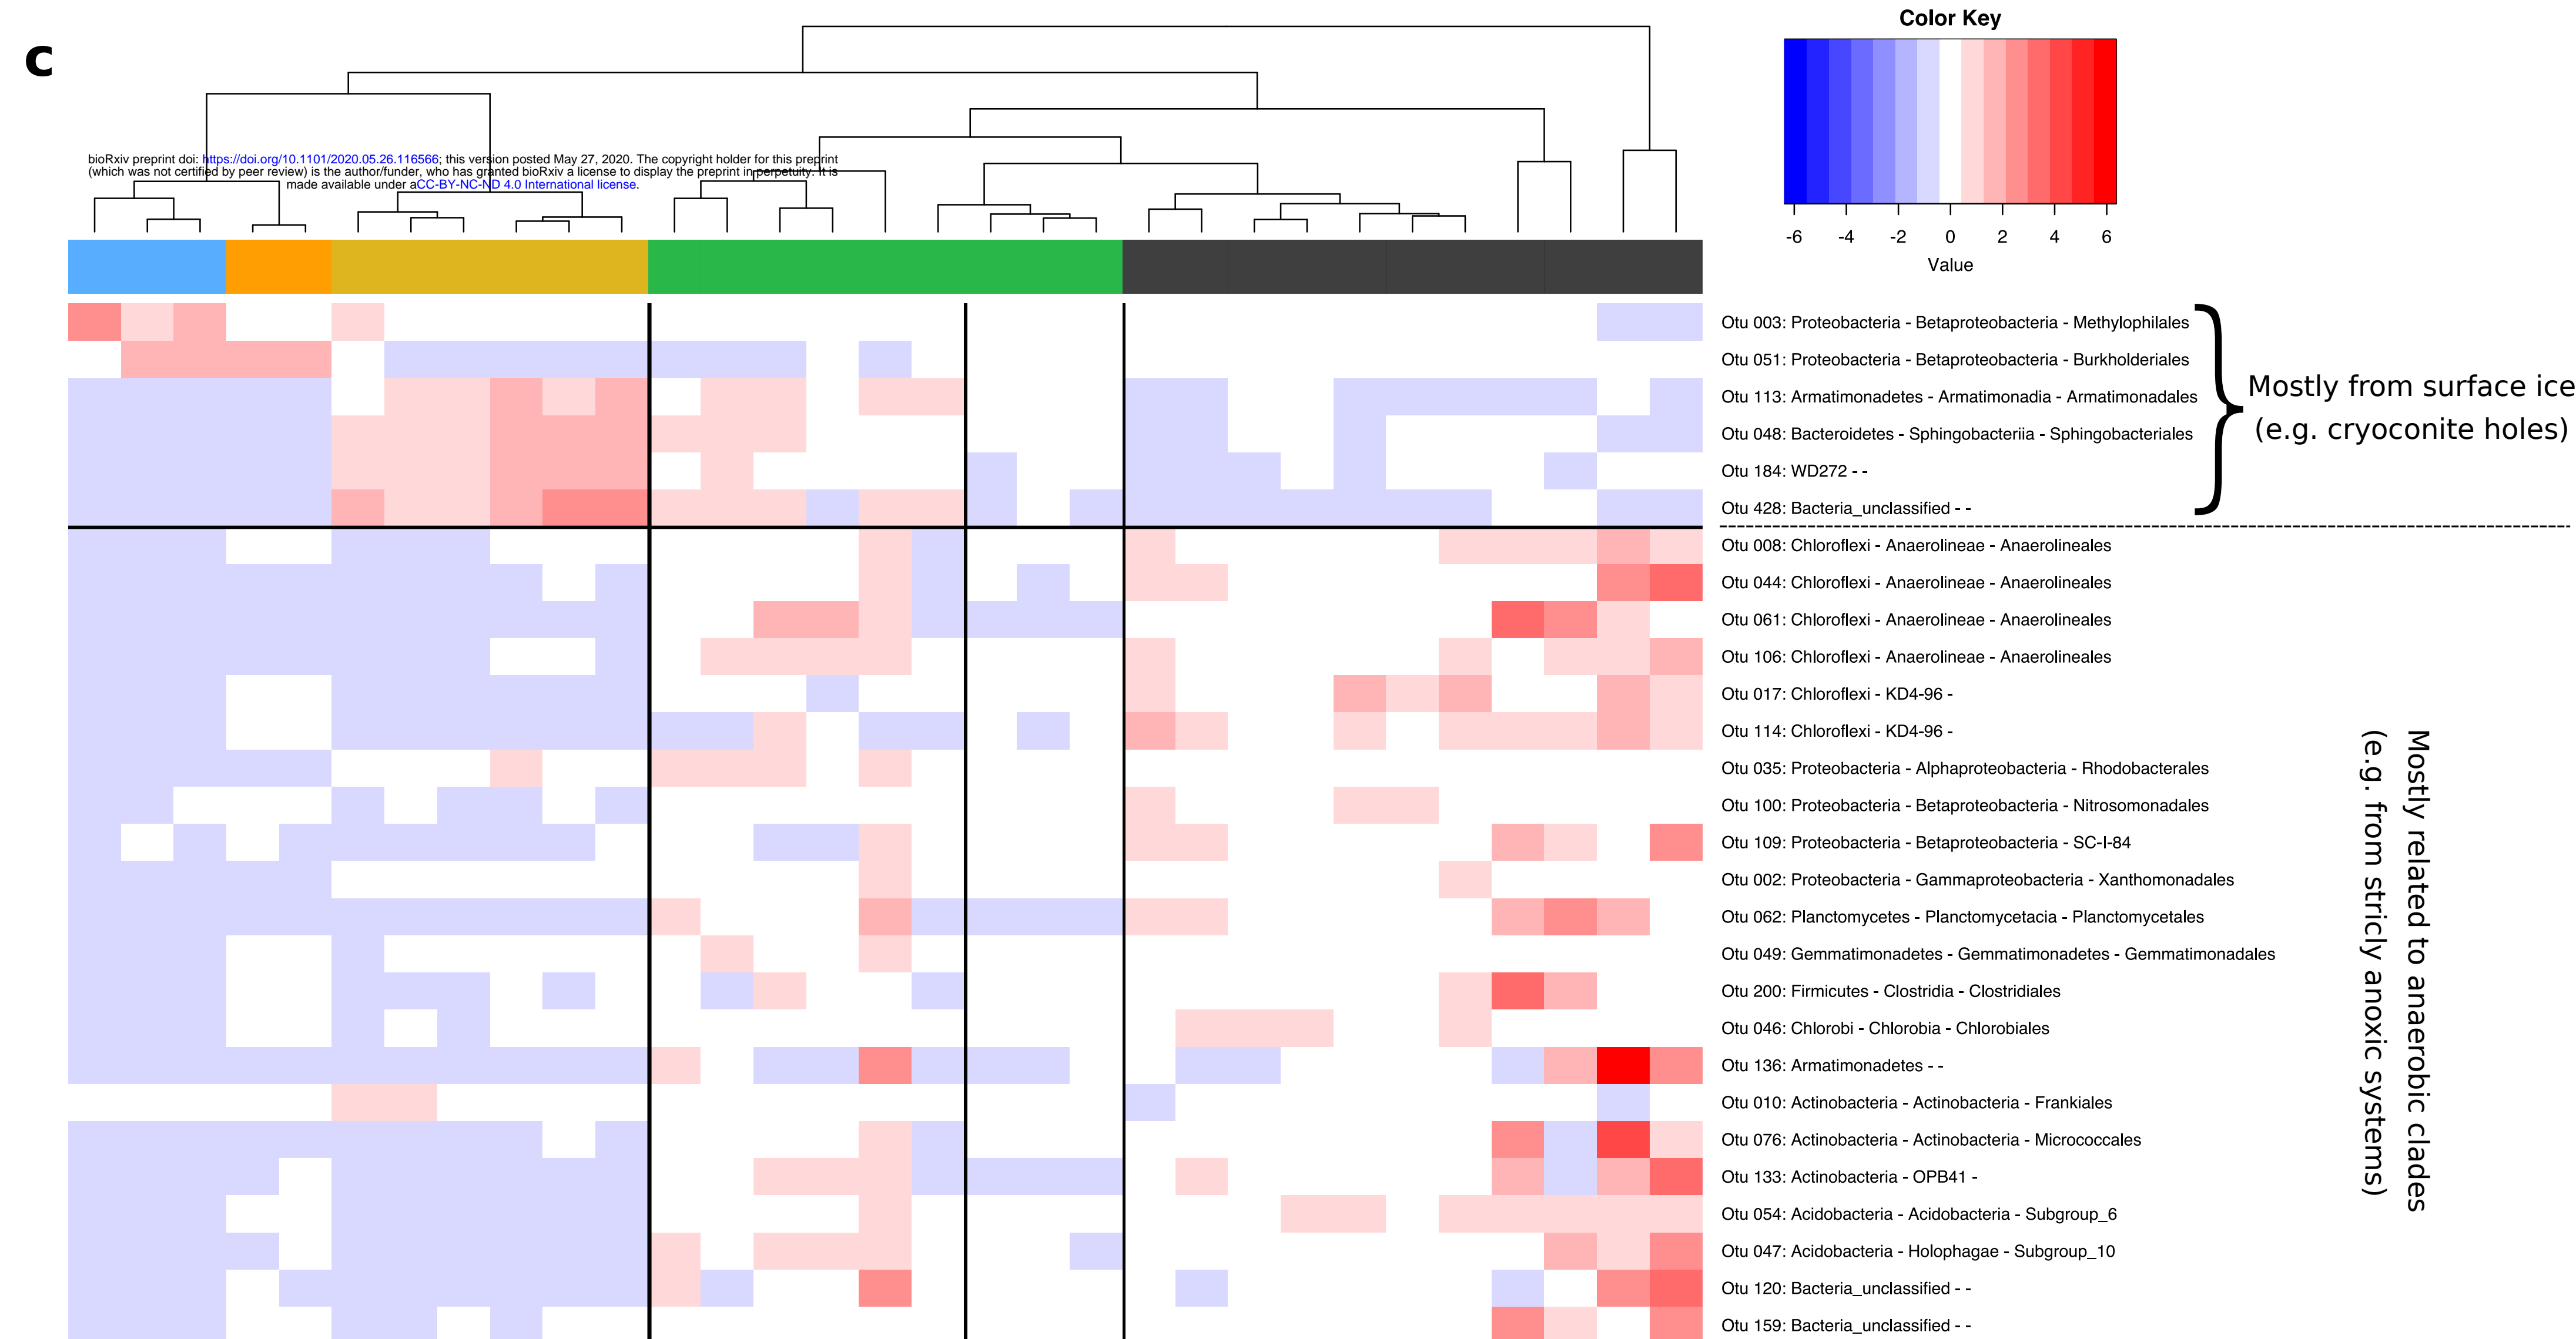 c
Color Key
-6 -4 -2 0 2 4 6
Value
bioRxiv preprint doi: https://doi.org/10.1101/2020.05.26.116566; this version posted May 27, 2020. The copyright holder for this preprint
(which was not certified by peer review) is the author/funder, who has granted bioRxiv a license to display the preprint in perpetuity. It is
made available under aCC-BY-NC-ND 4.0 International license.
Otu 003: Proteobacteria - Betaproteobacteria - Methylophilales
Otu 051: Proteobacteria - Betaproteobacteria - Burkholderiales
Otu 113: Armatimonadetes - Armatimonadia - Armatimonadales
Otu 048: Bacteroidetes - Sphingobacteriia - Sphingobacteriales
Otu 184: WD272 - -
Otu 428: Bacteria_unclassified - -
Mostly from surface ice
(e.g. cryoconite holes)
Otu 008: Chloroflexi - Anaerolineae - Anaerolineales
Otu 044: Chloroflexi - Anaerolineae - Anaerolineales
Otu 061: Chloroflexi - Anaerolineae - Anaerolineales
Otu 106: Chloroflexi - Anaerolineae - Anaerolineales
Otu 017: Chloroflexi - KD4-96 -
Otu 114: Chloroflexi - KD4-96 -
Otu 035: Proteobacteria - Alphaproteobacteria - Rhodobacterales
Otu 100: Proteobacteria - Betaproteobacteria - Nitrosomonadales
Otu 109: Proteobacteria - Betaproteobacteria - SC-I-84
Otu 002: Proteobacteria - Gammaproteobacteria - Xanthomonadales
Otu 062: Planctomycetes - Planctomycetacia - Planctomycetales
Otu 049: Gemmatimonadetes - Gemmatimonadetes - Gemmatimonadales
Otu 200: Firmicutes - Clostridia - Clostridiales
Otu 046: Chlorobi - Chlorobia - Chlorobiales
Otu 136: Armatimonadetes - -
Otu 010: Actinobacteria - Actinobacteria - Frankiales
Otu 076: Actinobacteria - Actinobacteria - Micrococcales
Otu 133: Actinobacteria - OPB41 -
Otu 054: Acidobacteria - Acidobacteria - Subgroup_6
Otu 047: Acidobacteria - Holophagae - Subgroup_10
Otu 120: Bacteria_unclassified - -
Otu 159: Bacteria_unclassified - -
Mostly related to anaerobic clades
(e.g. from stricly anoxic systems)